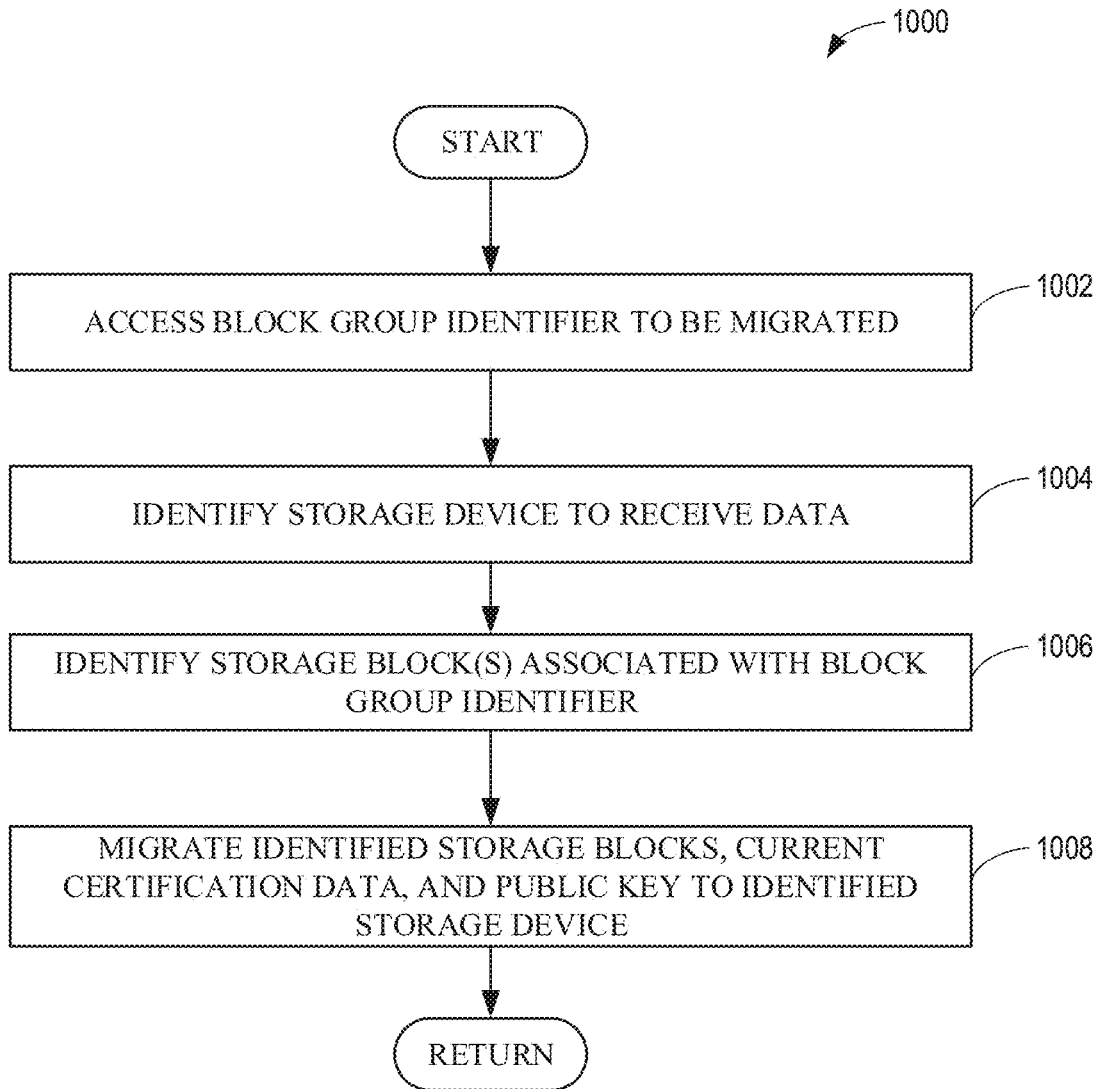 1000
START
ACCESS BLOCK GROUP IDENTIFIER TO BE MIGRATED
1002
IDENTIFY STORAGE DEVICE TO RECEIVE DATA
1004
IDENTIFY STORAGE BLOCK(S) ASSOCIATED WITH BLOCK
GROUP IDENTIFIER
1006
MIGRATE IDENTIFIED STORAGE BLOCKS, CURRENT
CERTIFICATION DATA, AND PUBLIC KEY TO IDENTIFIED
STORAGE DEVICE
1008
RETURN